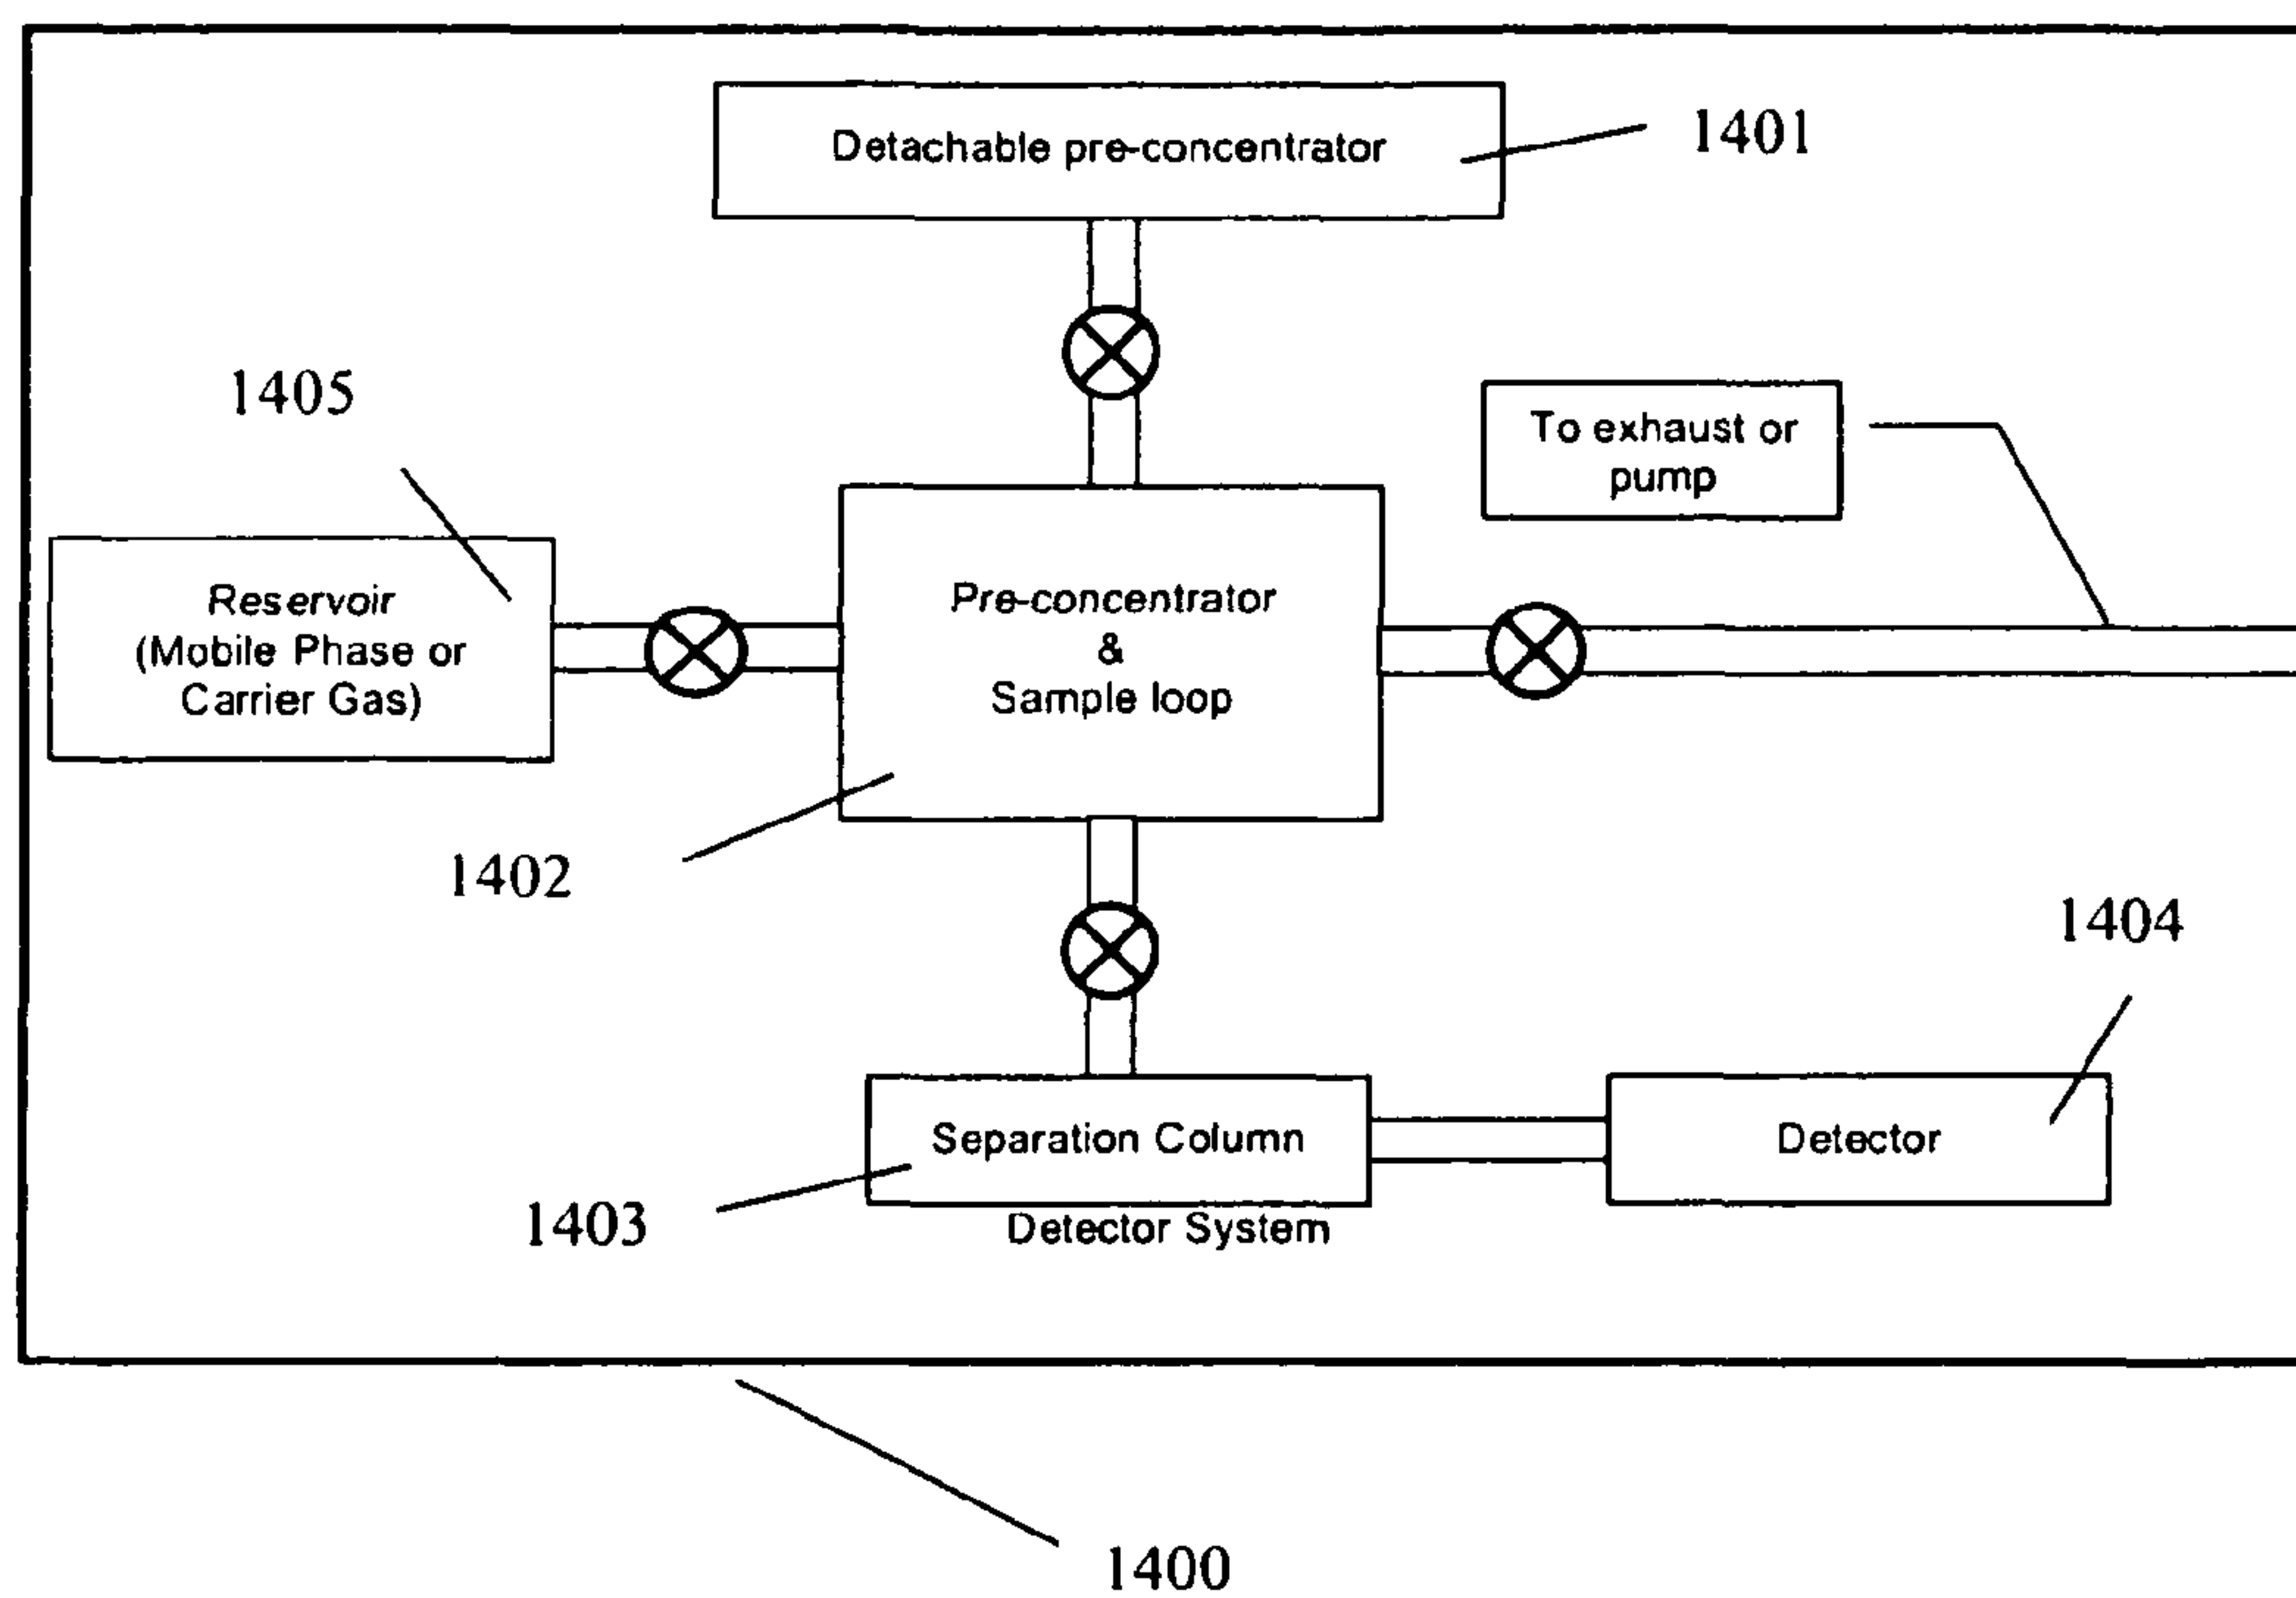 Detachable pre-concentrator
1401
1405
To exhaust or
pump
Reservoir
(Mobile Phase or
Carrier Gas)
Pre-concentrator
&
Sample loop
1402
1404
Separation Column
Detector
1403
Detector System
1400